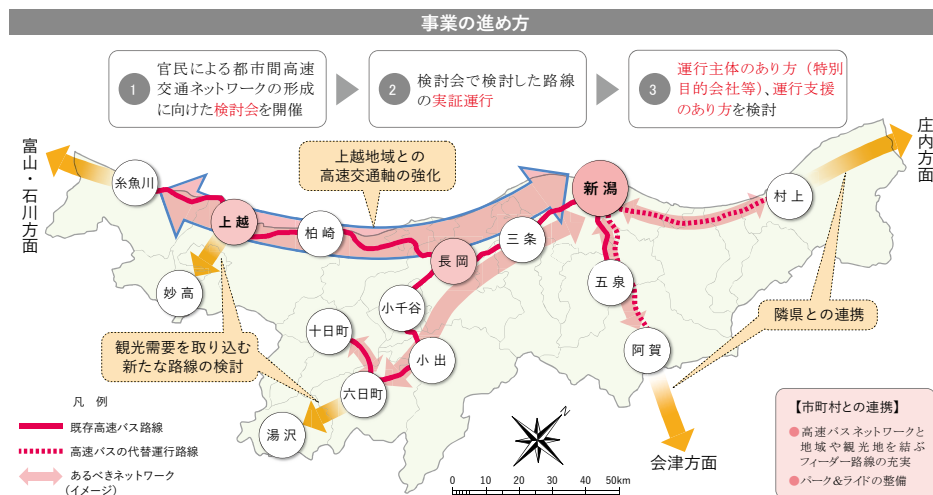 事業の進め方
1
官民による都市間高速
交通ネットワークの形成
に向けた検討会を開催
2
検討会で検討した路線
の実証運行
3
運行主体のあり方（特別
目的会社等）、運行支援
のあり方を検討
富山・石川方面
庄内方面
上越地域との
高速交通軸の強化
糸魚川
上越
柏崎
長岡
三条
新潟
村上
妙高
小千谷
五泉
十日町
小出
阿賀
六日町
湯沢
隣県との連携
観光需要を取り込む
新たな路線の検討
会津方面
凡例
既存高速バス路線
高速バスの代替運行路線
あるべきネットワーク
（イメージ）
N
0 10 20 30 40 50km
【市町村との連携】
●高速バスネットワークと
地域や観光地を結ぶ
フィーダー路線の充実
●パーク&ライドの整備